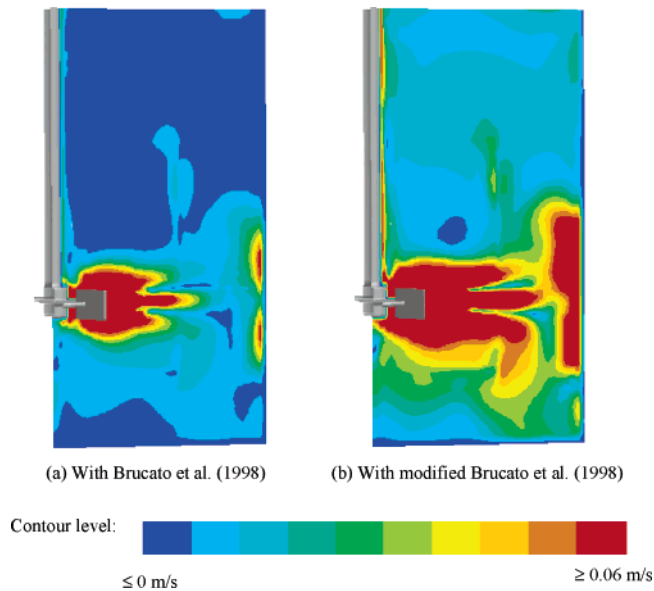 (a) With Brucato et al. (1998)
(b) With modified Brucato et al. (1998)
Contour level:
≤ 0 m/s
≥ 0.06 m/s